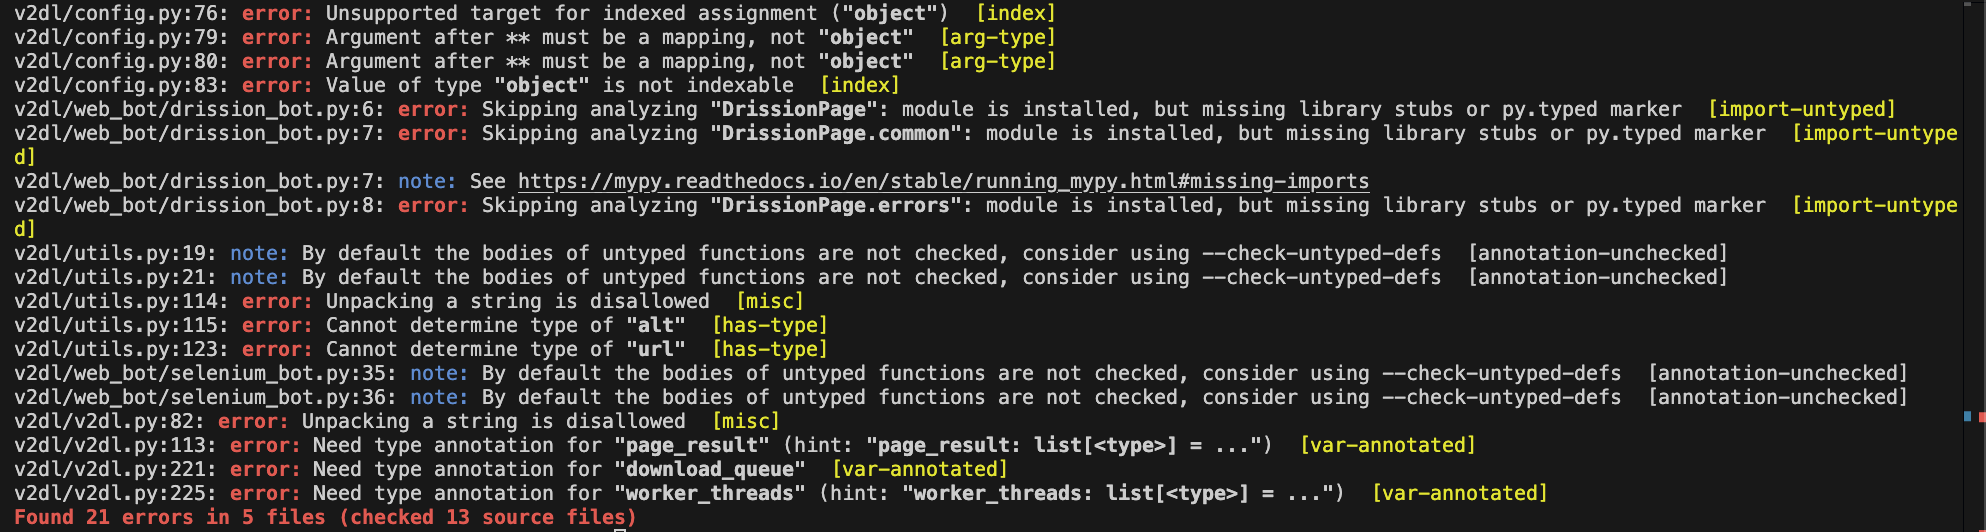 v2dl/config.py:76: error: Unsupported target for indexed assignment ("object")  [index]
v2dl/config.py:79: error: Argument after ** must be a mapping, not "object"  [arg-type]
v2dl/config.py:80: error: Argument after ** must be a mapping, not "object"  [arg-type]
v2dl/config.py:83: error: Value of type "object" is not indexable  [index]
v2dl/web_bot/drission_bot.py:6: error: Skipping analyzing "DrissionPage": module is installed, but missing library stubs or py.typed marker  [import-untyped]
v2dl/web_bot/drission_bot.py:7: error: Skipping analyzing "DrissionPage.common": module is installed, but missing library stubs or py.typed marker  [import-untype
d]
v2dl/web_bot/drission_bot.py:7: note: See https://mypy.readthedocs.io/en/stable/running_mypy.html#missing-imports
v2dl/web_bot/drission_bot.py:8: error: Skipping analyzing "DrissionPage.errors": module is installed, but missing library stubs or py.typed marker  [import-untype
d]
v2dl/utils.py:19: note: By default the bodies of untyped functions are not checked, consider using --check-untyped-defs  [annotation-unchecked]
v2dl/utils.py:21: note: By default the bodies of untyped functions are not checked, consider using --check-untyped-defs  [annotation-unchecked]
v2dl/utils.py:114: error: Unpacking a string is disallowed  [misc]
v2dl/utils.py:115: error: Cannot determine type of "alt"  [has-type]
v2dl/utils.py:123: error: Cannot determine type of "url"  [has-type]
v2dl/web_bot/selenium_bot.py:35: note: By default the bodies of untyped functions are not checked, consider using --check-untyped-defs  [annotation-unchecked]
v2dl/web_bot/selenium_bot.py:36: note: By default the bodies of untyped functions are not checked, consider using --check-untyped-defs  [annotation-unchecked]
v2dl/v2dl.py:82: error: Unpacking a string is disallowed  [misc]
v2dl/v2dl.py:113: error: Need type annotation for "page_result" (hint: "page_result: list[<type>] = ...")  [var-annotated]
v2dl/v2dl.py:221: error: Need type annotation for "download_queue"  [var-annotated]
v2dl/v2dl.py:225: error: Need type annotation for "worker_threads" (hint: "worker_threads: list[<type>] = ...")  [var-annotated]
Found 21 errors in 5 files (checked 13 source files)